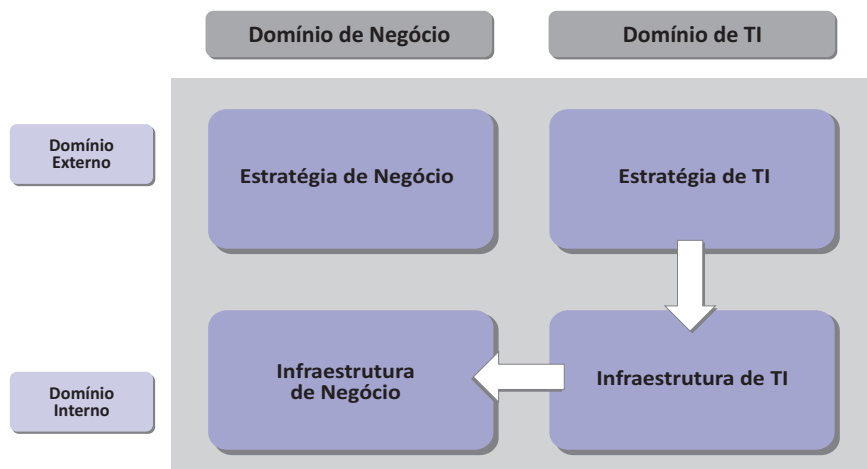 Domínio de Negócio
Domínio de TI
Domínio
Externo
Estratégia de Negócio
Estratégia de TI
Domínio
Interno
Infraestrutura
de Negócio
Infraestrutura de TI